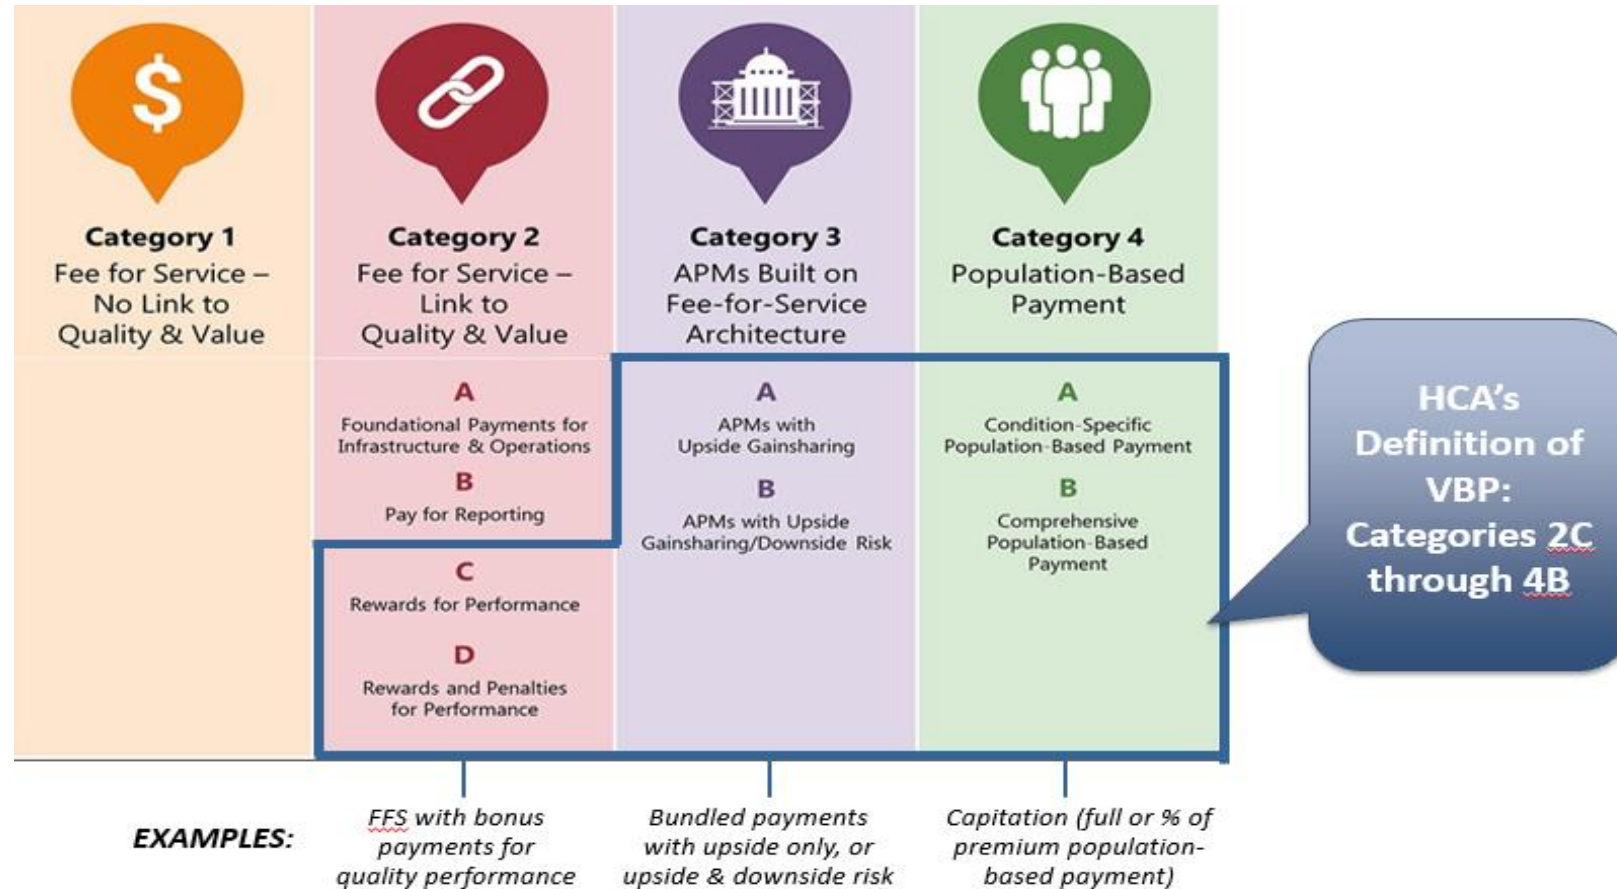 $
Category 1
Fee for Service –
No Link to
Quality & Value
Category 2
Fee for Service –
Link to
Quality & Value
A
Foundational Payments for
Infrastructure & Operations
B
Pay for Reporting
C
Rewards for Performance
D
Rewards and Penalties
for Performance
Category 3
APMs Built on
Fee-for-Service
Architecture
A
APMs with
Upside Gainsharing
B
APMs with Upside
Gainsharing/Downside Risk
Category 4
Population-Based
Payment
A
Condition-Specific
Population-Based Payment
B
Comprehensive
Population-Based
Payment
HCA’s
Definition of
VBP:
Categories 2C
through 4B
EXAMPLES:
FFS with bonus
payments for
quality performance
Bundled payments
with upside only, or
upside & downside risk
Capitation (full or % of
premium population-
based payment)